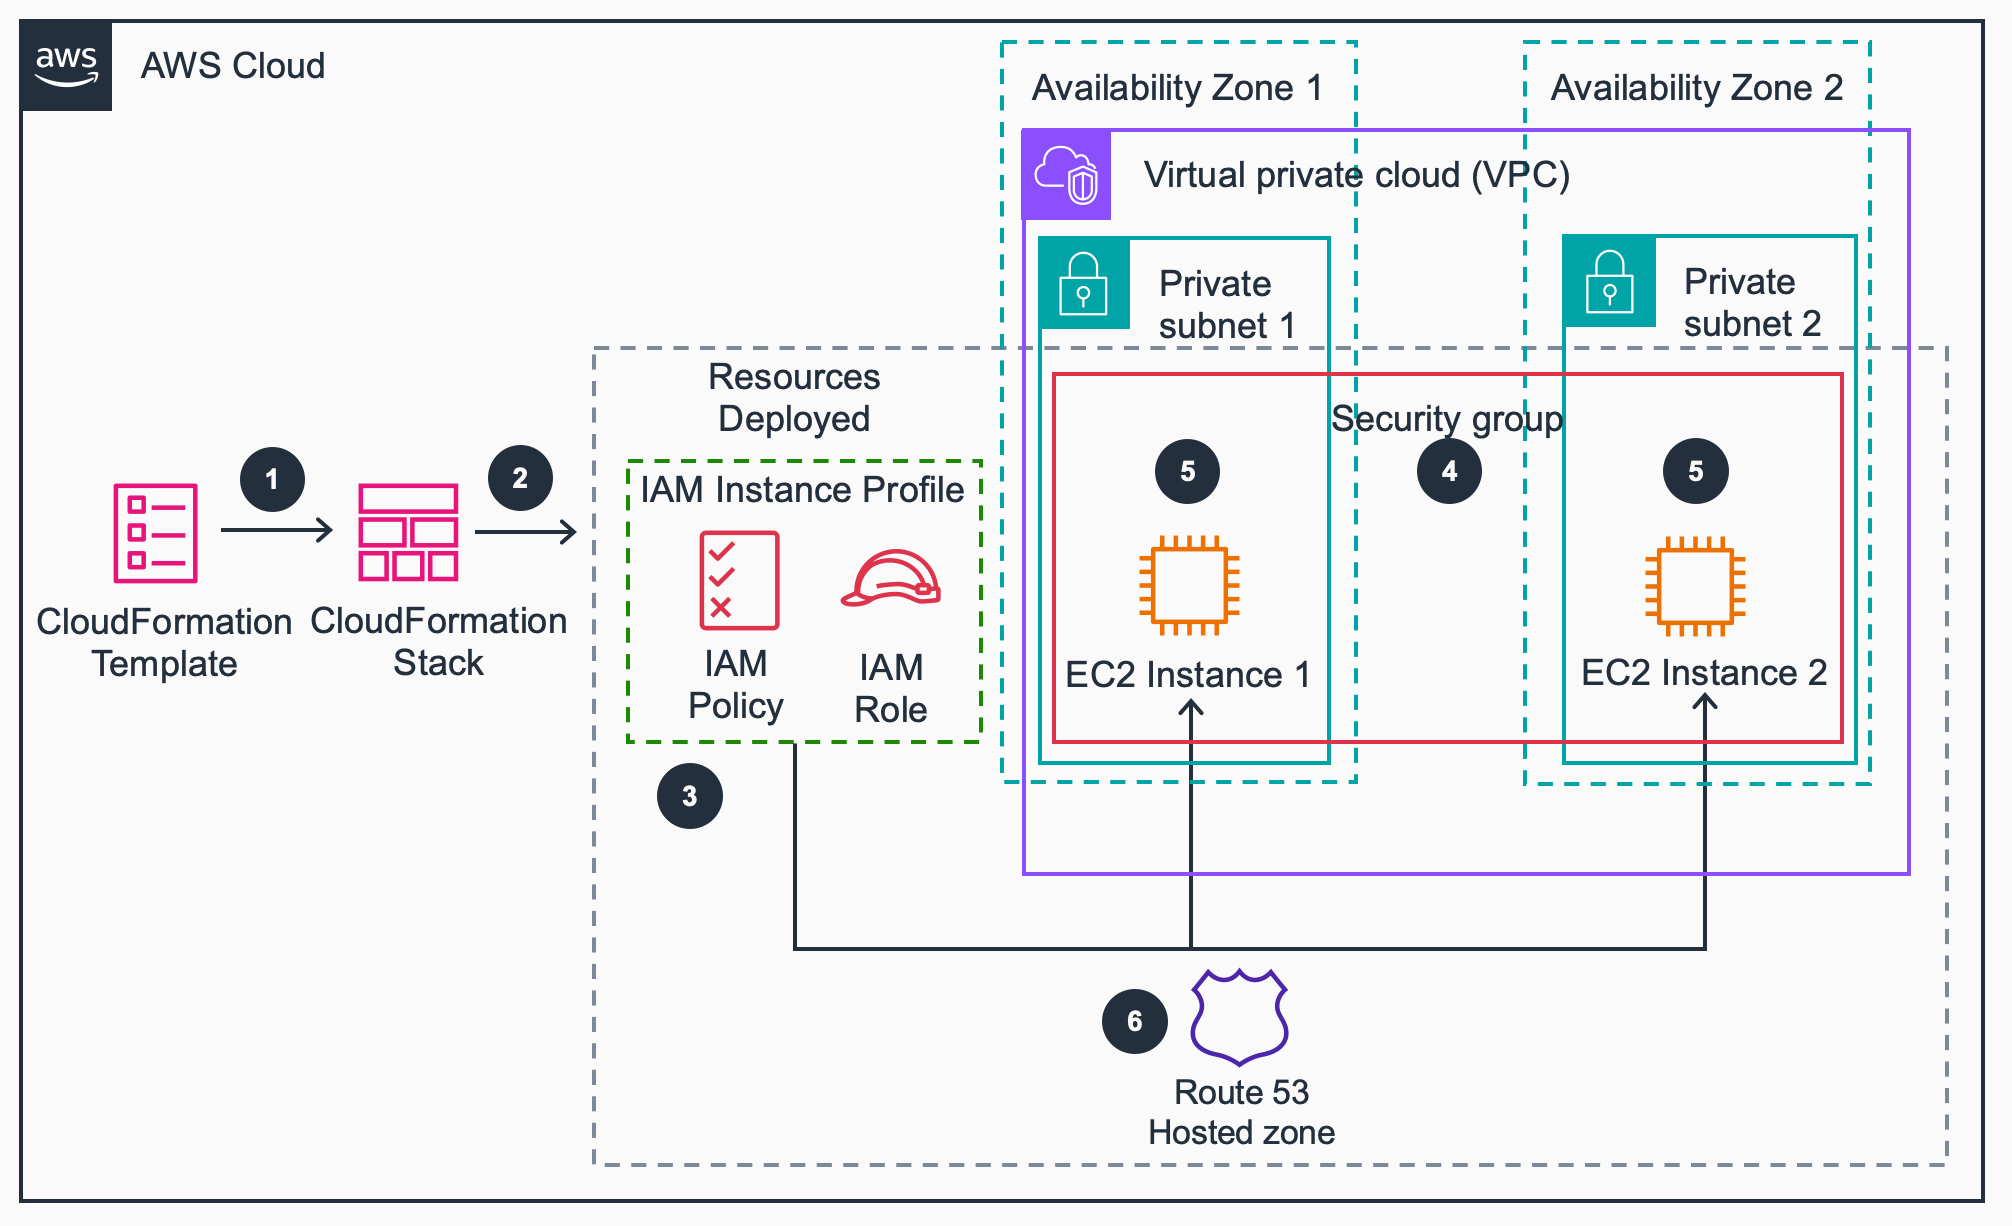 aws
AWS Cloud
Availability Zone 1
Availability Zone 2
Virtual private cloud (VPC)
Private
subnet 1
Private
subnet 2
Resources
Deployed
Security group
1
2
5
4
5
IAM Instance Profile
CloudFormation
Template
CloudFormation
Stack
IAM
Policy
IAM
Role
EC2 Instance 1
EC2 Instance 2
3
6
Route 53
Hosted zone